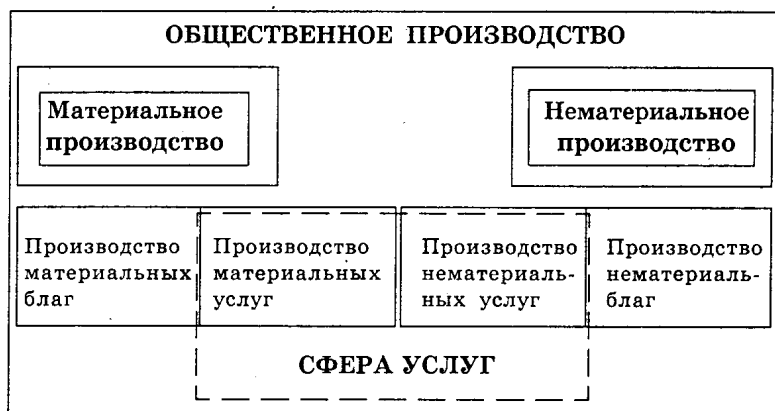 ОБЩЕСТВЕННОЕ ПРОИЗВОДСТВО
Материальное
производство
Нематериальное
производство
Производство
материальных
благ
Производство
материальных
услуг
Производство
нематериаль-
ных услуг
Производство
нематериаль-
благ
СФЕРА УСЛУГ